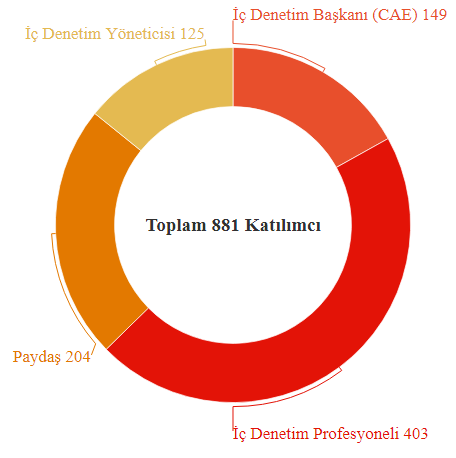 İç Denetim Başkanı (CAE) 149
İç Denetim Yöneticisi 125
Toplam 881 Katılımcı
Paydaş 204
İç Denetim Profesyoneli 403